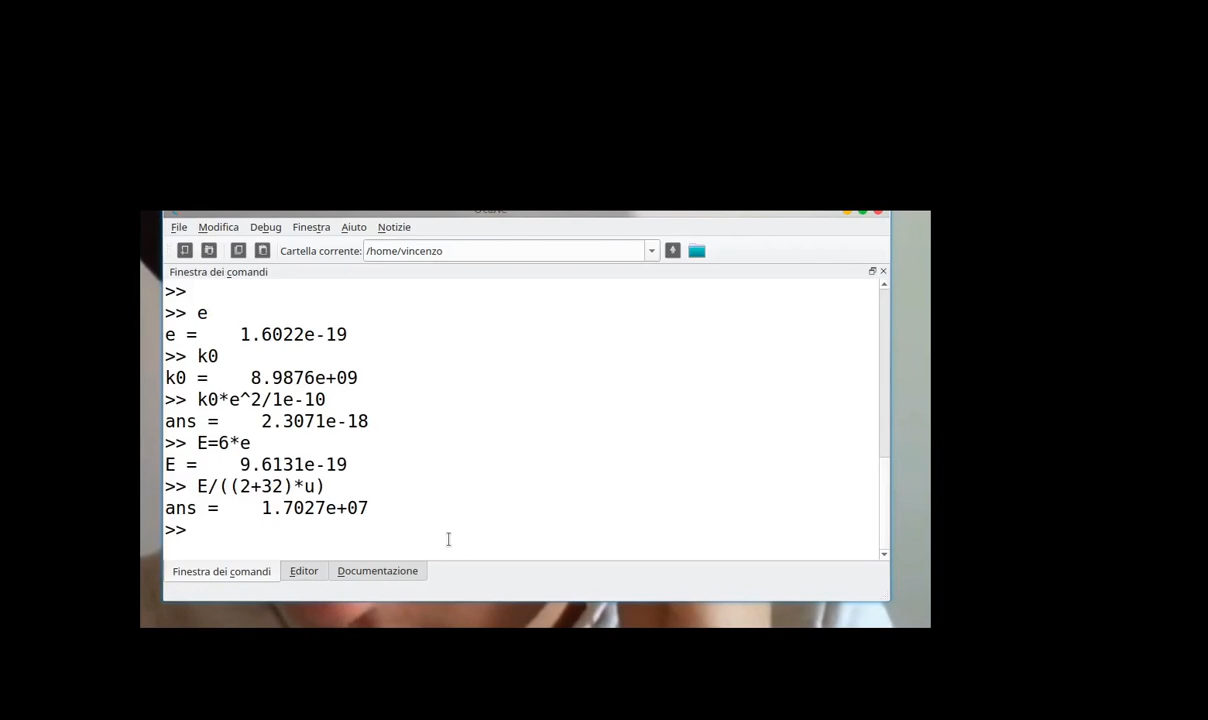 File Modifica Debug Finestra Aiuto Notizie
Cartella corrente: /home/vincenzo
Finestra dei comandi
>>
>> e
e = 1.6022e-19
>> k0
k0 = 8.9876e+09
>> k0*e^2/1e-10
ans = 2.3071e-18
>> E=6*e
E = 9.6131e-19
>> E/((2+32)*u)
ans = 1.7027e+07
>>
Finestra dei comandi Editor Documentazione